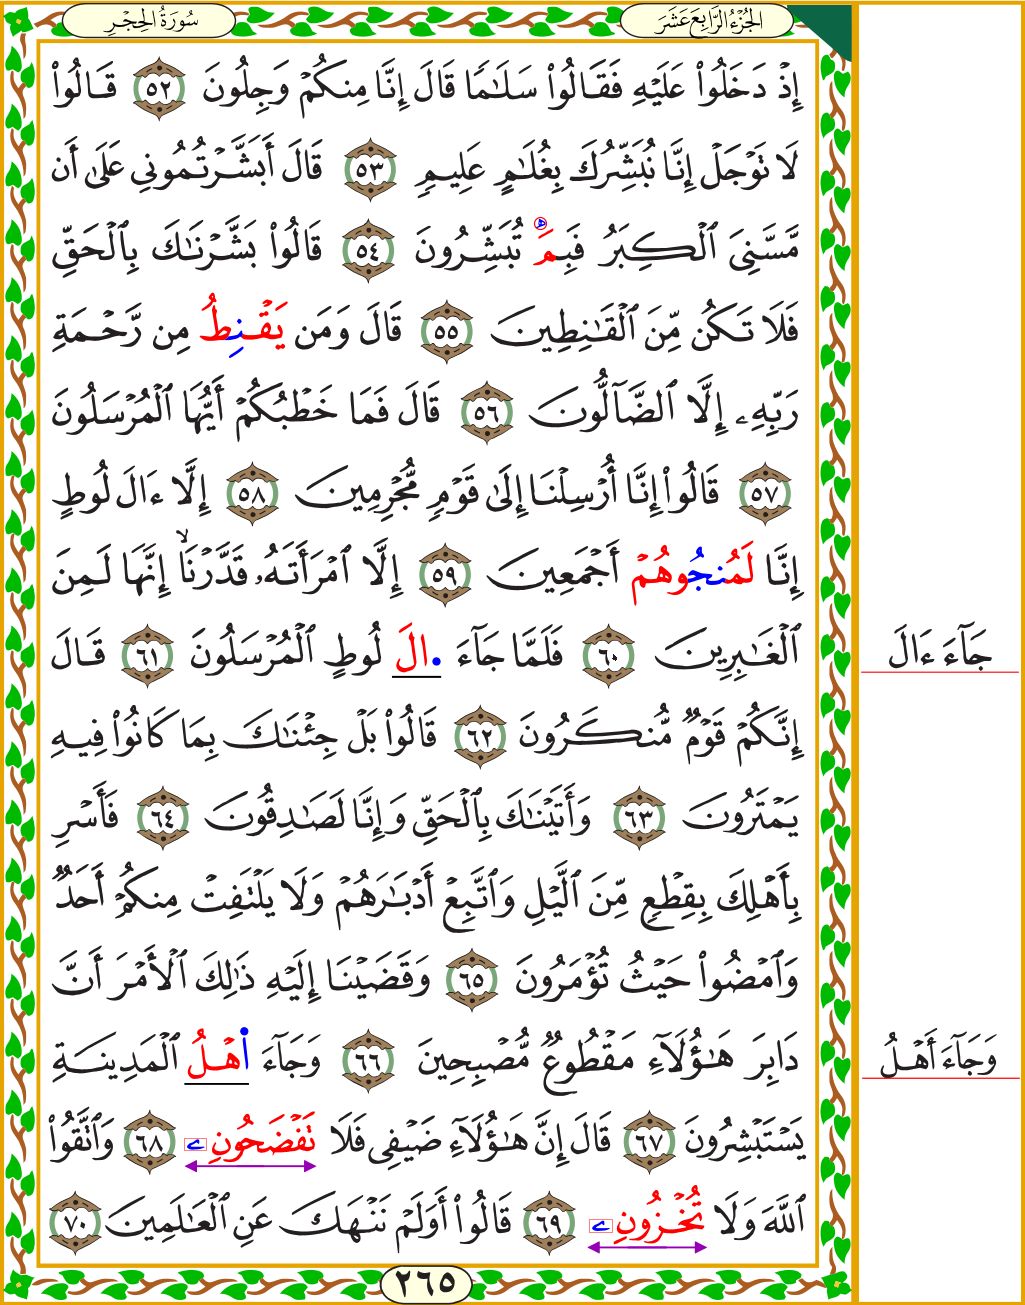 الجُزْءُ الرَّابِعَ عَشَرَ
سُورَةُ الحِجْرِ
إِذْ دَخَلُواْ عَلَيْهِ فَقَالُواْ سَلَٰمًا قَالَ إِنَّا مِنكُمْ وَجِلُونَ ٥٢ قَالُواْ
لَا تَوْجَلْ إِنَّا نُبَشِّرُكَ بِغُلَٰمٍ عَلِيمٍ ٥٣ قَالَ أَبَشَّرْتُمُونِي عَلَىٰ أَن
مَّسَّنِيَ ٱلْكِبَرُ فَبِمَ تُبَشِّرُونَ ٥٤ قَالُواْ بَشَّرْنَٰكَ بِٱلْحَقِّ
فَلَا تَكُن مِّنَ ٱلْقَٰنِطِينَ ٥٥ قَالَ وَمَن يَقْنِطُ مِن رَّحْمَةِ
رَبِّهِۦ إِلَّا ٱلضَّآلُّونَ ٥٦ قَالَ فَمَا خَطْبُكُمْ أَيُّهَا ٱلْمُرْسَلُونَ
٥٧ قَالُواْ إِنَّا أُرْسِلْنَا إِلَىٰ قَوْمٍ مُّجْرِمِينَ ٥٨ إِلَّا ءَالَ لُوطٍ
إِنَّا لَمُنجُوهُمْ أَجْمَعِينَ ٥٩ إِلَّا ٱمْرَأَتَهُۥ قَدَّرْنَا ۙ إِنَّهَا لَمِنَ
ٱلْغَٰبِرِينَ ٦٠ فَلَمَّا جَآءَ •الَ لُوطٍ ٱلْمُرْسَلُونَ ٦١ قَالَ
جَآءَ ءَالَ
إِنَّكُمْ قَوْمٌ مُّنكَرُونَ ٦٢ قَالُواْ بَلْ جِئْنَٰكَ بِمَا كَانُواْ فِيهِ
يَمْتَرُونَ ٦٣ وَأَتَيْنَٰكَ بِٱلْحَقِّ وَإِنَّا لَصَٰدِقُونَ ٦٤ فَأَسْرِ
بِأَهْلِكَ بِقِطْعٍ مِّنَ ٱلَّيْلِ وَٱتَّبِعْ أَدْبَٰرَهُمْ وَلَا يَلْتَفِتْ مِنكُمْ أَحَدٌ
وَٱمْضُواْ حَيْثُ تُؤْمَرُونَ ٦٥ وَقَضَيْنَا إِلَيْهِ ذَٰلِكَ ٱلْأَمْرَ أَنَّ
دَابِرَ هَٰؤُلَآءِ مَقْطُوعٌ مُّصْبِحِينَ ٦٦ وَجَآءَ أهْلُ ٱلْمَدِينَةِ
وَجَآءَ أَهْلُ
يَسْتَبْشِرُونَ ٦٧ قَالَ إِنَّ هَٰؤُلَآءِ ضَيْفِي فَلَا تَفْضَحُونِ ے ٦٨ وَٱتَّقُواْ
ٱللَّهَ وَلَا تُخْزُونِ ے ٦٩ قَالُواْ أَوَلَمْ نَنْهَكَ عَنِ ٱلْعَٰلَمِينَ ٧٠
٢٦٥